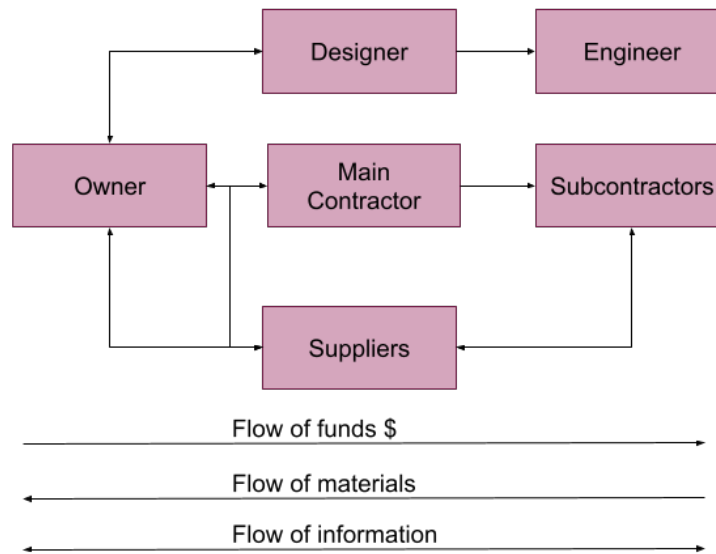 Designer
Engineer
Owner
Main
Contractor
Subcontractors
Suppliers
Flow of funds $
Flow of materials
Flow of information